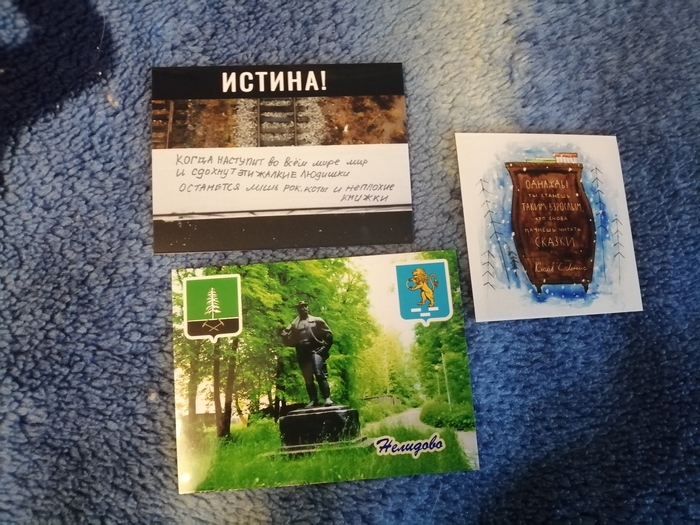 ИСТИНА!
КОГДА НАСТУПИТ ВО ВСЁМ МИРЕ МИР
И СДОХНУТ ЭТИ ЖАЛКИЕ ЛЮДИШКИ
ОСТАНЕТСЯ ЛИШЬ РОК, КОТЫ И НЕПЛОХИЕ
КНИЖКИ
ОДНАЖДЫ
ТЫ СТАНЕШЬ
ТАКИМ ВЗРОСЛЫМ,
ЧТО СНОВА
НАЧНЁШЬ ЧИТАТЬ
СКАЗКИ
Нелидово